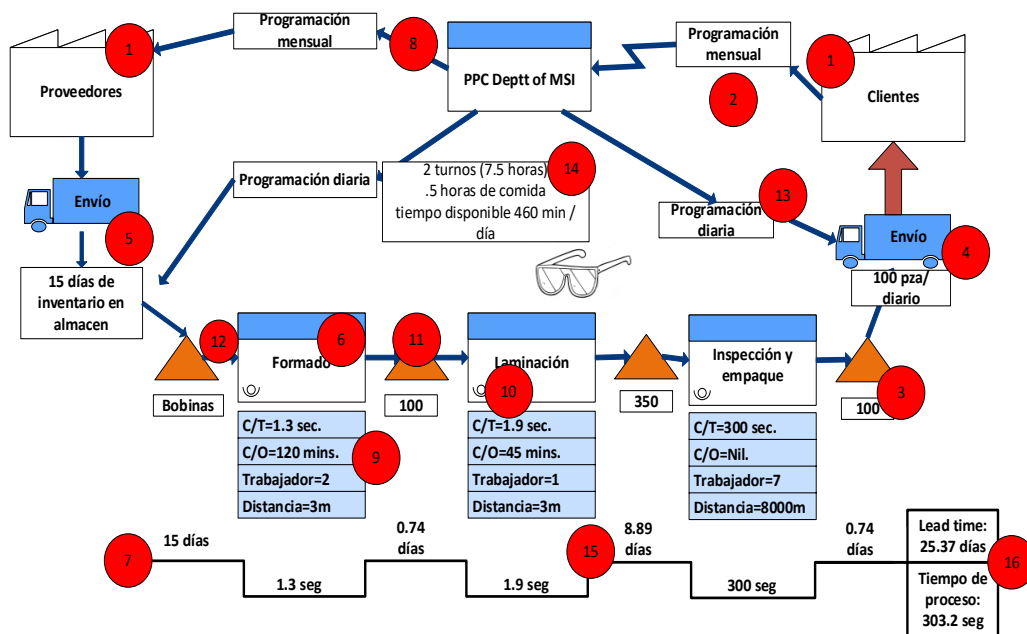 1
Proveedores
Programación
mensual
8
PPC Deptt of MSI
Programación
mensual
2
1
Clientes
Envío
5
Programación diaria
2 turnos (7.5 horas)
.5 horas de comida
tiempo disponible 460 min /
día
14
13
Programación
diaria
Envío
4
100 pza/
diario
15 días de
inventario en
almacen
12
Bobinas
6
Formado
11
100
Laminación
10
350
Inspección y
empaque
3
100
C/T=1.3 sec.
C/O=120 mins.
9
Trabajador=2
Distancia=3m
C/T=1.9 sec.
C/O=45 mins.
Trabajador=1
Distancia=3m
C/T=300 sec.
C/O=Nil.
Trabajador=7
Distancia=8000m
7
15 días
1.3 seg
0.74
días
1.9 seg
15
8.89
días
300 seg
0.74
días
Lead time:
25.37 días
16
Tiempo de
proceso:
303.2 seg